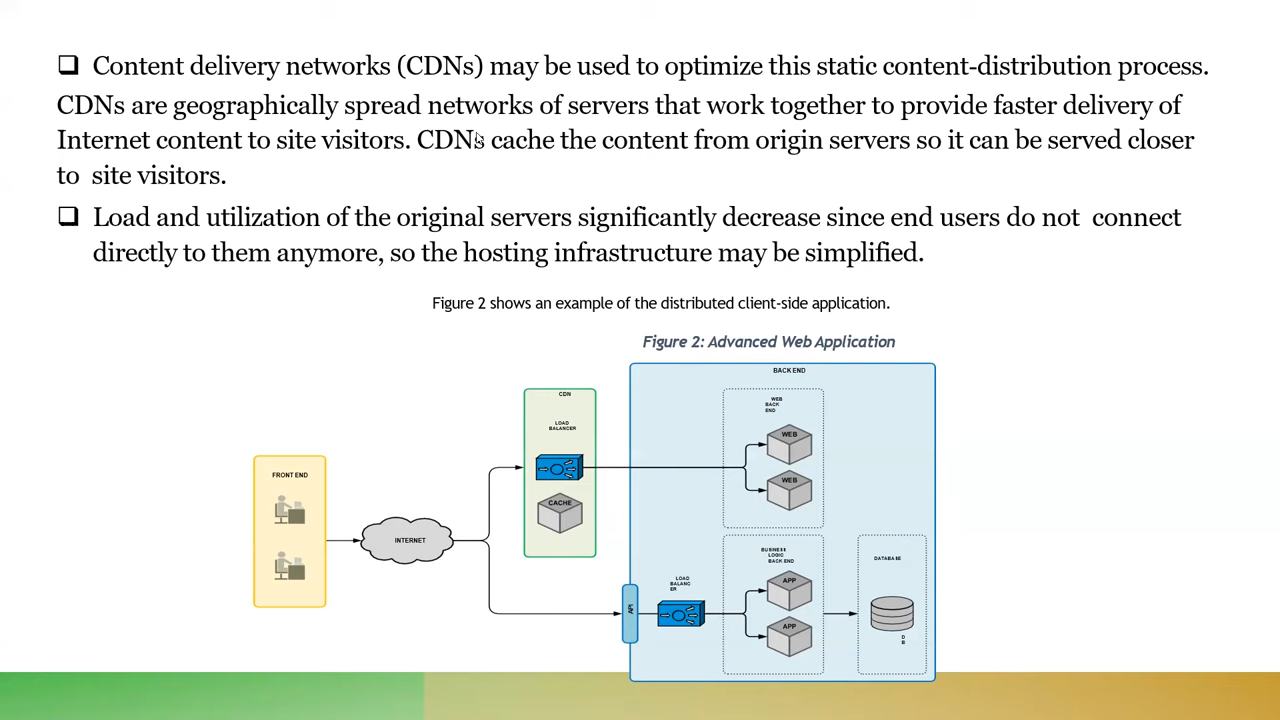 ❑ Content delivery networks (CDNs) may be used to optimize this static content-distribution process.
CDNs are geographically spread networks of servers that work together to provide faster delivery of
Internet content to site visitors. CDNs cache the content from origin servers so it can be served closer
to site visitors.
❑ Load and utilization of the original servers significantly decrease since end users do not connect
directly to them anymore, so the hosting infrastructure may be simplified.
Figure 2 shows an example of the distributed client-side application.
Figure 2: Advanced Web Application
BACK END
CDN
WEB
BACK
END
LOAD
BALANCER
WEB
FRONT END
WEB
CACHE
INTERNET
BUSINESS
LOGIC
BACK END
DATABASE
LOAD
BALANC
ER
APP
API
APP
D
B